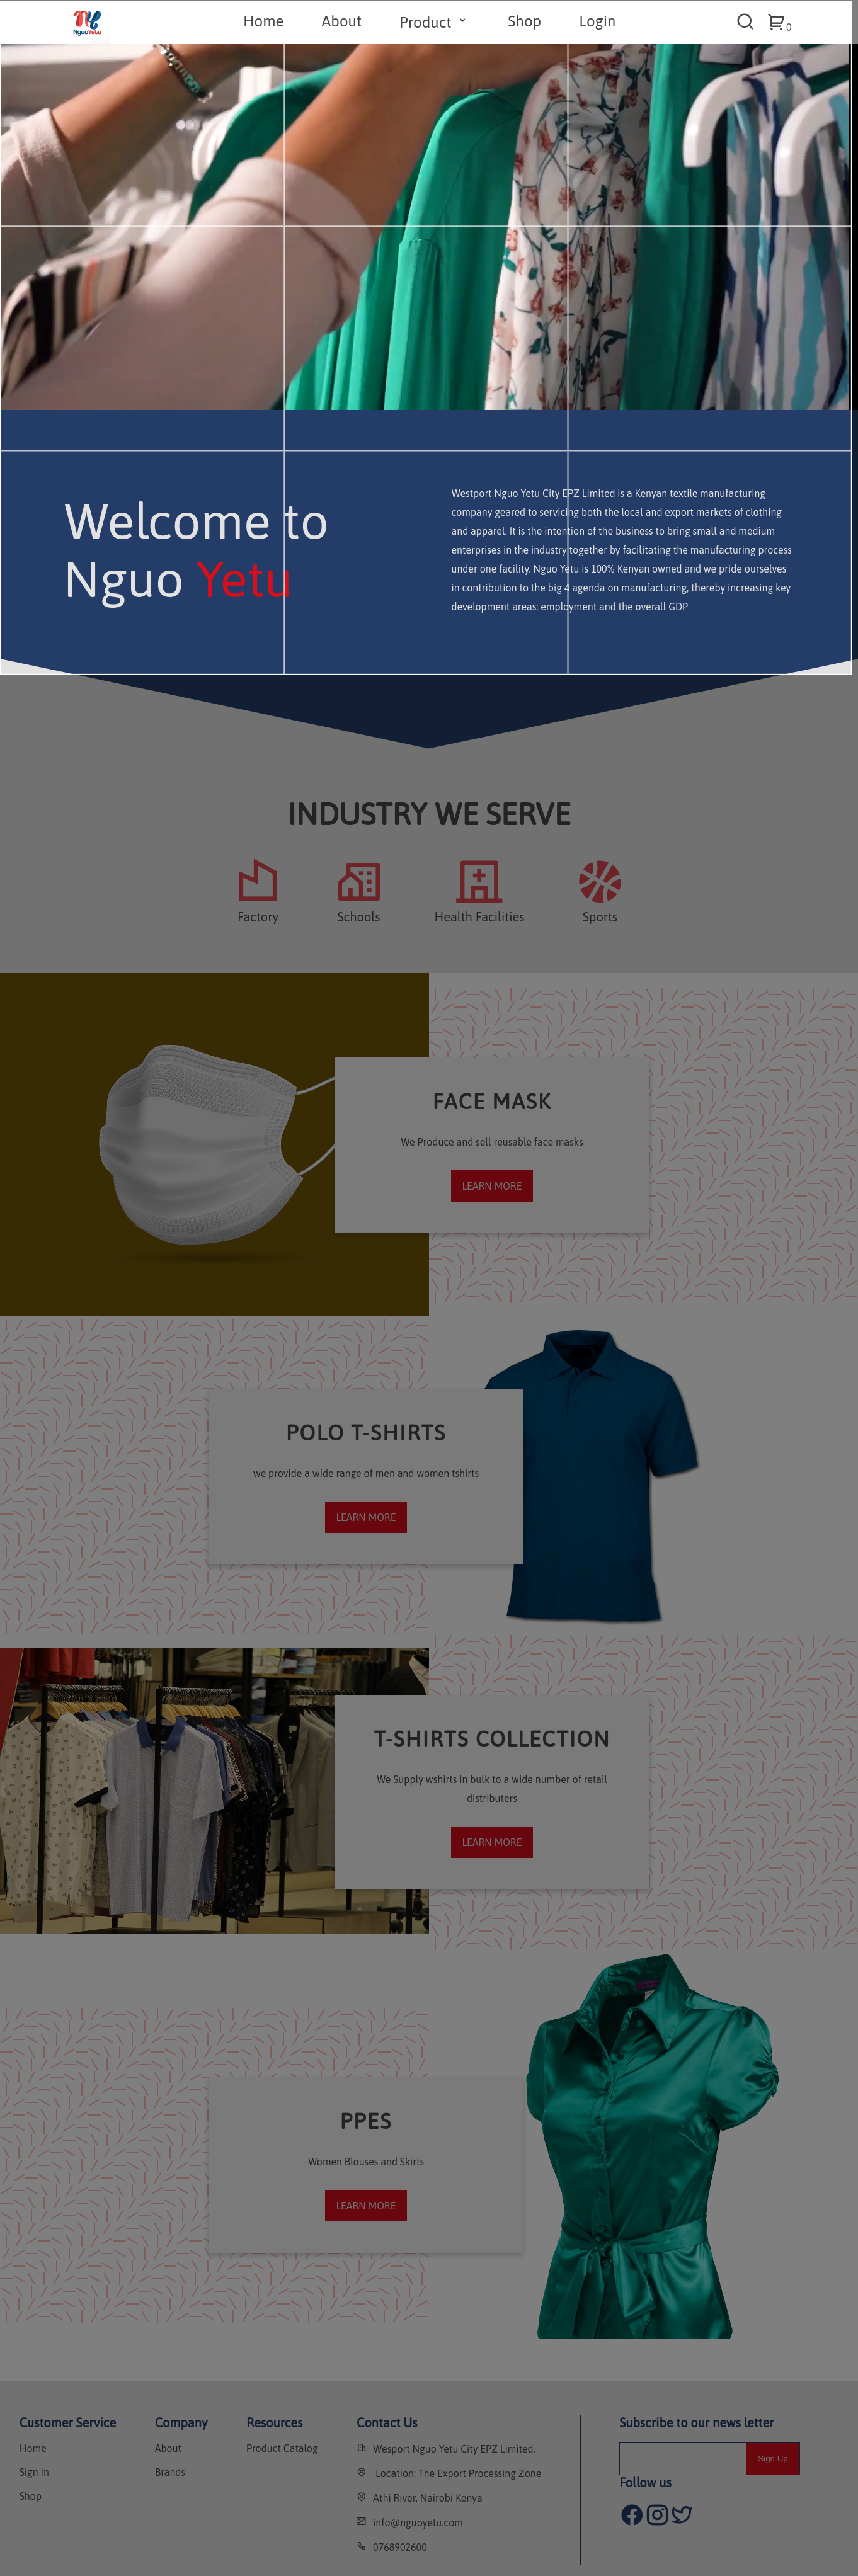 NguoYetu
Home
About
Product
Shop
Login
0
Welcome to
Nguo Yetu
Westport Nguo Yetu City EPZ Limited is a Kenyan textile manufacturing
company geared to servicing both the local and export markets of clothing
and apparel. It is the intention of the business to bring small and medium
enterprises in the industry together by facilitating the manufacturing process
under one facility. Nguo Yetu is 100% Kenyan owned and we pride ourselves
in contribution to the big 4 agenda on manufacturing, thereby increasing key
development areas: employment and the overall GDP
INDUSTRY WE SERVE
Factory
Schools
Health Facilities
Sports
FACE MASK
We Produce and sell reusable face masks
LEARN MORE
POLO T-SHIRTS
we provide a wide range of men and women tshirts
LEARN MORE
T-SHIRTS COLLECTION
We Supply wshirts in bulk to a wide number of retail
distributers
LEARN MORE
PPES
Women Blouses and Skirts
LEARN MORE
Customer Service
Home
Sign In
Shop
Company
About
Brands
Resources
Product Catalog
Contact Us
Wesport Nguo Yetu City EPZ Limited,
Location: The Export Processing Zone
Athi River, Nairobi Kenya
info@nguoyetu.com
0768902600
Subscribe to our news letter
Sign Up
Follow us